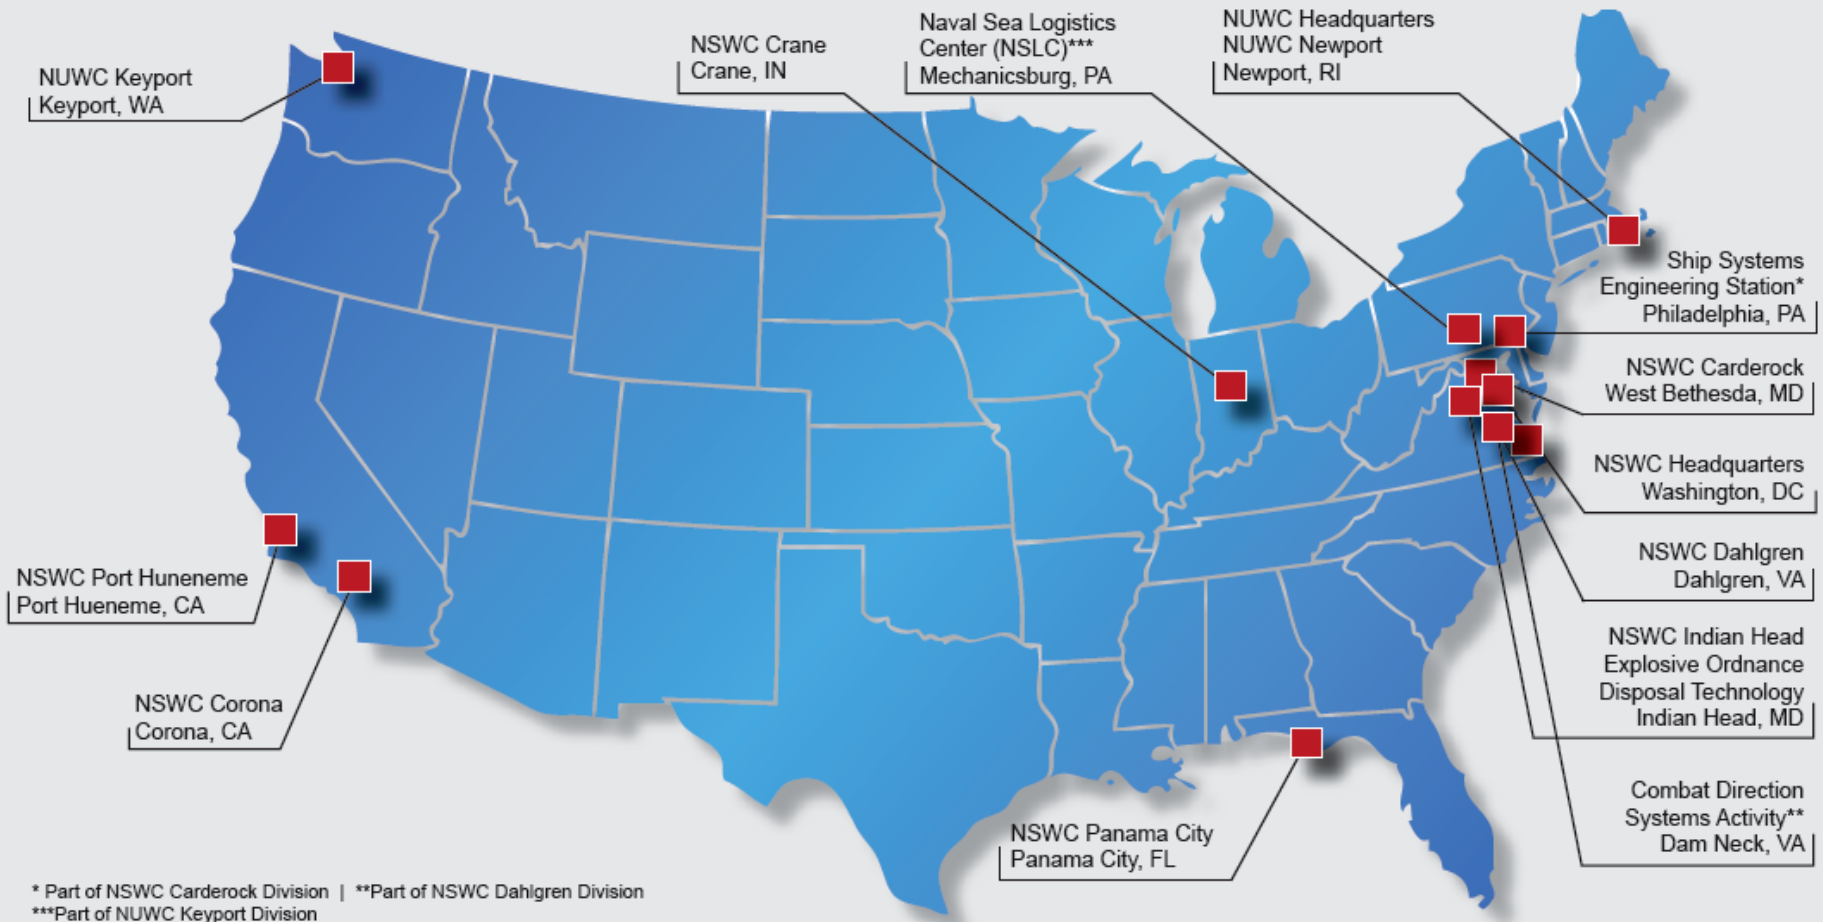 NUWC Keyport
Keyport, WA
NSWC Crane
Crane, IN
Naval Sea Logistics
Center (NSLC)***
Mechanicsburg, PA
NUWC Headquarters
NUWC Newport
Newport, RI
Ship Systems
Engineering Station*
Philadelphia, PA
NSWC Carderock
West Bethesda, MD
NSWC Headquarters
Washington, DC
NSWC Dahlgren
Dahlgren, VA
NSWC Indian Head
Explosive Ordnance
Disposal Technology
Indian Head, MD
Combat Direction
Systems Activity**
Dam Neck, VA
NSWC Port Huneneme
Port Hueneme, CA
NSWC Corona
Corona, CA
NSWC Panama City
Panama City, FL
* Part of NSWC Carderock Division | **Part of NSWC Dahlgren Division
***Part of NUWC Keyport Division